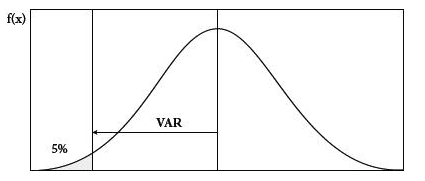 f(x)
VAR
5%